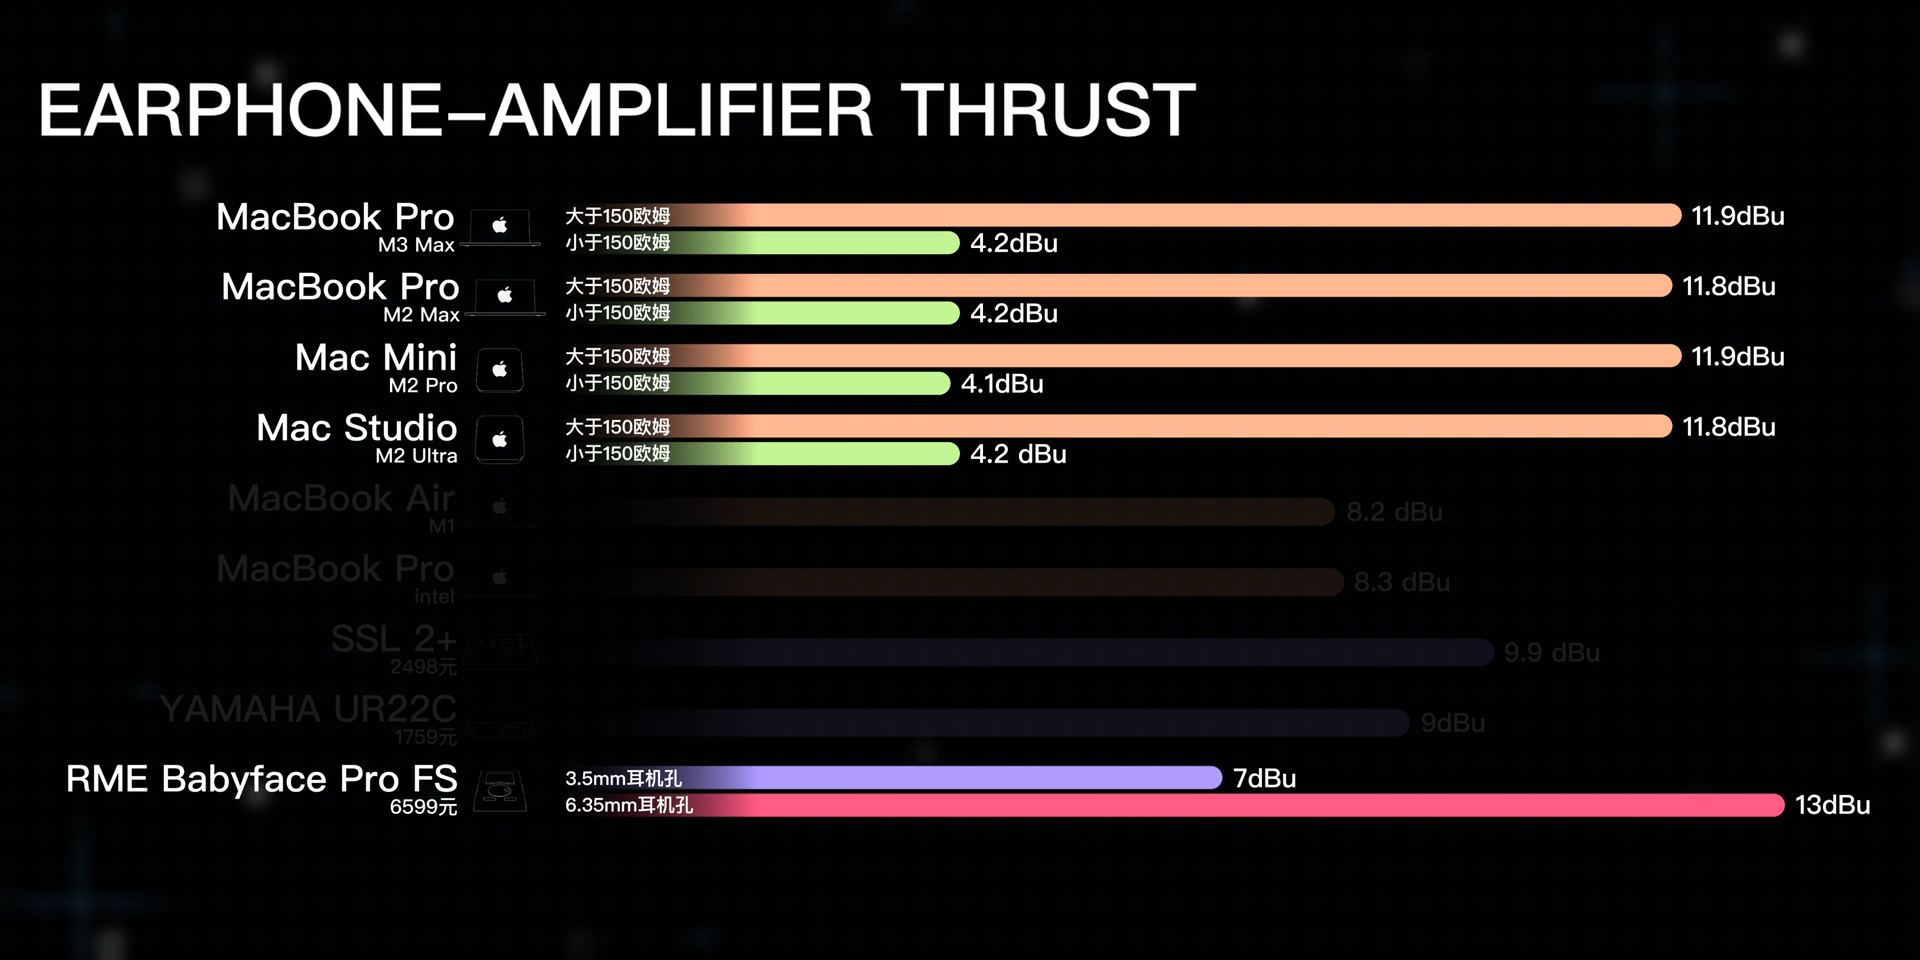 EARPHONE-AMPLIFIER THRUST
MacBook Pro
M3 Max
大于150欧姆
11.9dBu
小于150欧姆
4.2dBu
MacBook Pro
M2 Max
大于150欧姆
11.8dBu
小于150欧姆
4.2dBu
Mac Mini
M2 Pro
大于150欧姆
11.9dBu
小于150欧姆
4.1dBu
Mac Studio
M2 Ultra
大于150欧姆
11.8dBu
小于150欧姆
4.2 dBu
MacBook Air
M1
8.2 dBu
MacBook Pro
intel
8.3 dBu
SSL 2+
2498元
9.9 dBu
YAMAHA UR22C
1759元
9dBu
RME Babyface Pro FS
6599元
3.5mm耳机孔
7dBu
6.35mm耳机孔
13dBu